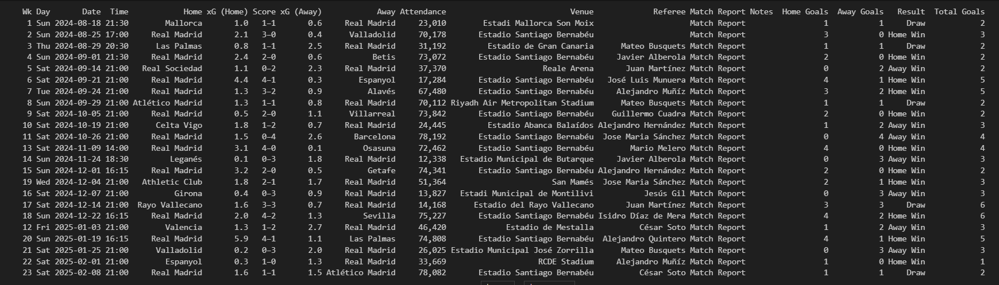 Wk Day Date Time Home xG (Home) Score xG (Away) Away Attendance Venue Referee Match Report Notes Home Goals Away Goals Result Total Goals
1 Sun 2024-08-18 21:30 Mallorca 1.0 1–1 0.6 Real Madrid 23,010 Estadi Mallorca Son Moix Match Report 1 1 Draw 2
2 Sun 2024-08-25 17:00 Real Madrid 2.1 3–0 0.4 Valladolid 70,178 Estadio Santiago Bernabéu Match Report 3 0 Home Win 3
3 Thu 2024-08-29 20:30 Las Palmas 0.8 1–1 2.5 Real Madrid 31,192 Estadio de Gran Canaria Mateo Busquets Match Report 1 1 Draw 2
4 Sun 2024-09-01 21:30 Real Madrid 2.4 2–0 0.6 Betis 73,072 Estadio Santiago Bernabéu Javier Alberola Match Report 2 0 Home Win 2
5 Sat 2024-09-14 21:00 Real Sociedad 1.1 0–2 2.3 Real Madrid 37,370 Reale Arena Juan Martínez Match Report 0 2 Away Win 2
6 Sat 2024-09-21 21:00 Real Madrid 4.4 4–1 0.3 Espanyol 17,284 Estadio Santiago Bernabéu José Luis Munuera Match Report 4 1 Home Win 5
7 Tue 2024-09-24 21:00 Real Madrid 1.3 3–2 0.9 Alavés 67,480 Estadio Santiago Bernabéu Alejandro Muñíz Match Report 3 2 Home Win 5
8 Sun 2024-09-29 21:00 Atlético Madrid 1.3 1–1 0.8 Real Madrid 70,112 Riyadh Air Metropolitan Stadium Mateo Busquets Match Report 1 1 Draw 2
9 Sat 2024-10-05 21:00 Real Madrid 0.5 2–0 1.1 Villarreal 73,842 Estadio Santiago Bernabéu Guillermo Cuadra Match Report 2 0 Home Win 2
10 Sat 2024-10-19 21:00 Celta Vigo 1.8 1–2 0.7 Real Madrid 24,445 Estadio Abanca Balaídos Alejandro Hernández Match Report 1 2 Away Win 3
11 Sat 2024-10-26 21:00 Real Madrid 1.5 0–4 2.6 Barcelona 78,192 Estadio Santiago Bernabéu Jose Maria Sánchez Match Report 0 4 Away Win 4
13 Sat 2024-11-09 14:00 Real Madrid 3.1 4–0 0.1 Osasuna 72,462 Estadio Santiago Bernabéu Mario Melero Match Report 4 0 Home Win 4
14 Sun 2024-11-24 18:30 Leganés 0.1 0–3 1.8 Real Madrid 12,338 Estadio Municipal de Butarque Javier Alberola Match Report 0 3 Away Win 3
15 Sun 2024-12-01 16:15 Real Madrid 3.2 2–0 0.5 Getafe 74,341 Estadio Santiago Bernabéu Alejandro Hernández Match Report 2 0 Home Win 2
19 Wed 2024-12-04 21:00 Athletic Club 1.8 2–1 1.7 Real Madrid 51,364 San Mamés Jose Maria Sánchez Match Report 2 1 Home Win 3
16 Sat 2024-12-07 21:00 Girona 0.4 0–3 0.9 Real Madrid 13,827 Estadi Municipal de Montilivi Jesús Gil Match Report 0 3 Away Win 3
17 Sat 2024-12-14 21:00 Rayo Vallecano 1.6 3–3 0.7 Real Madrid 14,168 Estadio del Rayo Vallecano Juan Martínez Match Report 3 3 Draw 6
18 Sun 2024-12-22 16:15 Real Madrid 2.0 4–2 1.3 Sevilla 75,227 Estadio Santiago Bernabéu Isidro Díaz de Mera Match Report 4 2 Home Win 6
12 Fri 2025-01-03 21:00 Valencia 1.3 1–2 2.7 Real Madrid 46,420 Estadio de Mestalla César Soto Match Report 1 2 Away Win 3
20 Sun 2025-01-19 16:15 Real Madrid 5.9 4–1 1.1 Las Palmas 74,808 Estadio Santiago Bernabéu Alejandro Quintero Match Report 4 1 Home Win 5
21 Sat 2025-01-25 21:00 Valladolid 0.2 0–3 2.0 Real Madrid 26,025 Estadio Municipal José Zorrilla Mateo Busquets Match Report 0 3 Away Win 3
22 Sat 2025-02-01 21:00 Espanyol 0.3 1–0 1.3 Real Madrid 33,669 RCDE Stadium Alejandro Muñíz Match Report 1 0 Home Win 1
23 Sat 2025-02-08 21:00 Real Madrid 1.6 1–1 1.5 Atlético Madrid 78,082 Estadio Santiago Bernabéu César Soto Match Report 1 1 Draw 2